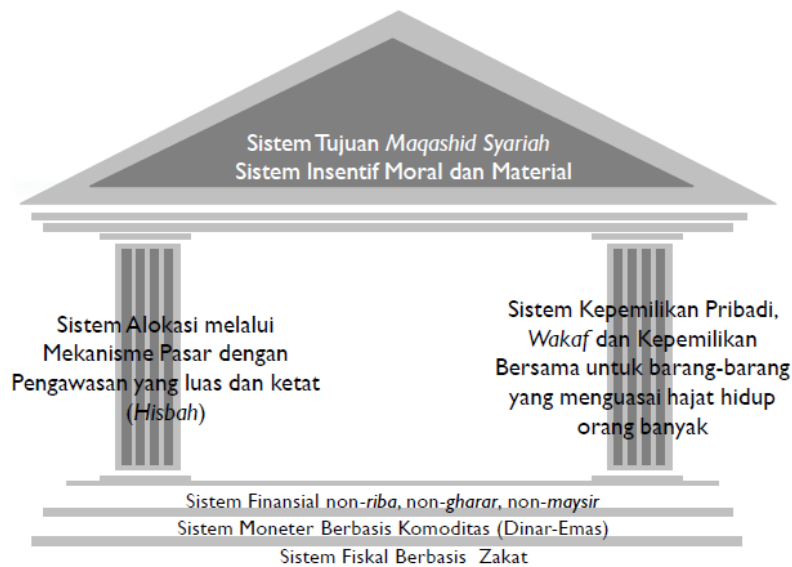 Sistem Tujuan Maqashid Syariah
Sistem Insentif Moral dan Material
Sistem Alokasi melalui
Mekanisme Pasar dengan
Pengawasan yang luas dan ketat
(Hisbah)
Sistem Kepemilikan Pribadi,
Wakaf dan Kepemilikan
Bersama untuk barang-barang
yang menguasai hajat hidup
orang banyak
Sistem Finansial non-riba, non-gharar, non-maysir
Sistem Moneter Berbasis Komoditas (Dinar-Emas)
Sistem Fiskal Berbasis Zakat